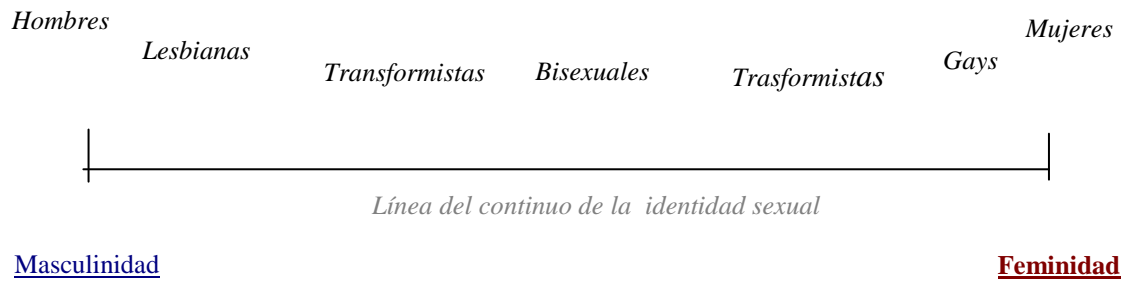 Hombres
Mujeres
Lesbianas
Gays
Transformistas
Bisexuales
Trasformistas
Línea del continuo de la identidad sexual
Masculinidad
Feminidad